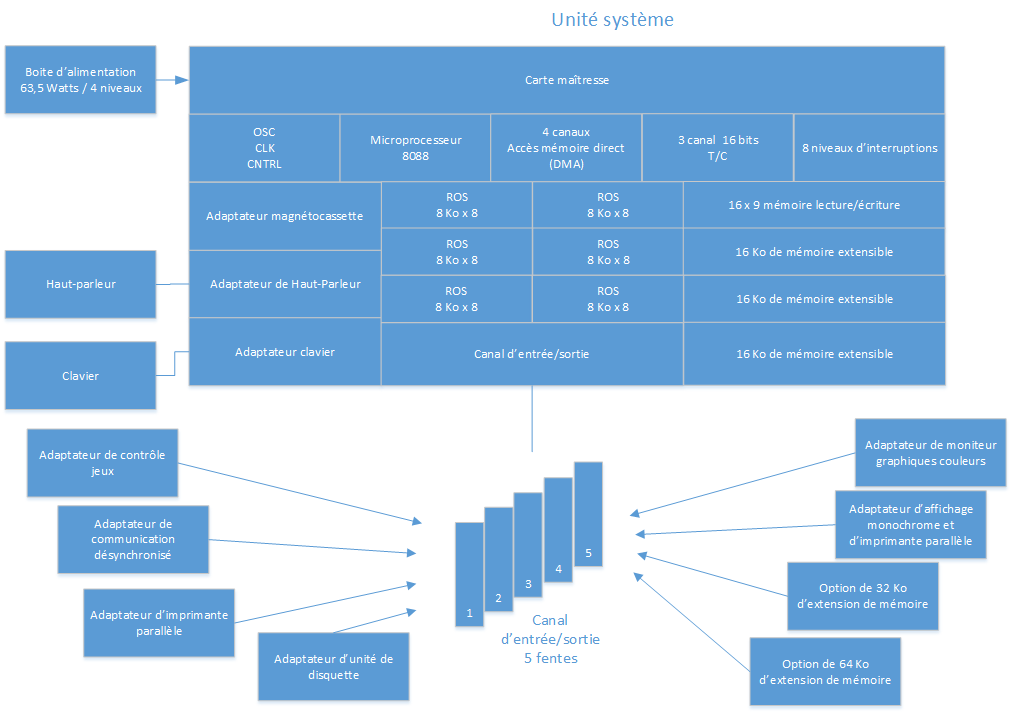 Unité système
Boite d'alimentation
63,5 Watts / 4 niveaux
Carte maîtresse
OSC
CLK
CNTRL
Microprocesseur
8088
4 canaux
Accès mémoire direct
(DMA)
3 canal 16 bits
T/C
8 niveaux d'interruptions
Adaptateur magnétocassette
ROS
8 Ko x 8
ROS
8 Ko x 8
16 x 9 mémoire lecture/écriture
ROS
8 Ko x 8
ROS
8 Ko x 8
16 Ko de mémoire extensible
Haut-parleur
Adaptateur de Haut-Parleur
ROS
8 Ko x 8
ROS
8 Ko x 8
16 Ko de mémoire extensible
Clavier
Adaptateur clavier
Canal d'entrée/sortie
16 Ko de mémoire extensible
Adaptateur de contrôle
jeux
Adaptateur de
communication
désynchronisé
Adaptateur d'imprimante
parallèle
Adaptateur d'unité de
disquette
1
2
3
4
5
Canal
d'entrée/sortie
5 fentes
Adaptateur de moniteur
graphiques couleurs
Adaptateur d'affichage
monochrome et
d'imprimante parallèle
Option de 32 Ko
d'extension de mémoire
Option de 64 Ko
d'extension de mémoire